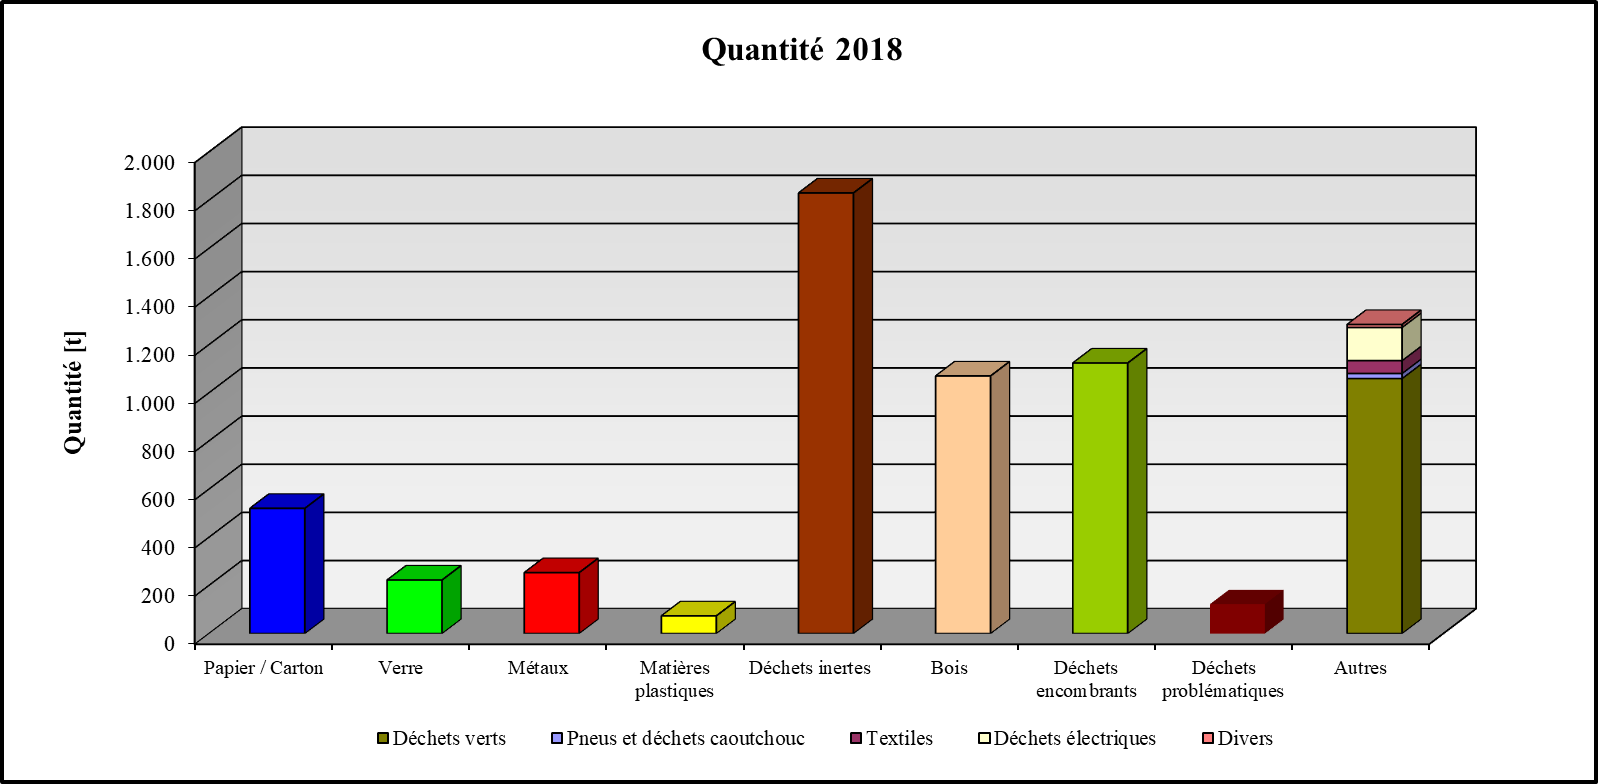 Quantité 2018
Quantité [t]
2.000
1.800
1.600
1.400
1.200
1.000
800
600
400
200
0
Papier / Carton Verre Métaux Matières Déchets inertes Bois Déchets Déchets Autres
plastiques encombrants problématiques
Déchets verts Pneus et déchets caoutchouc Textiles Déchets électriques Divers